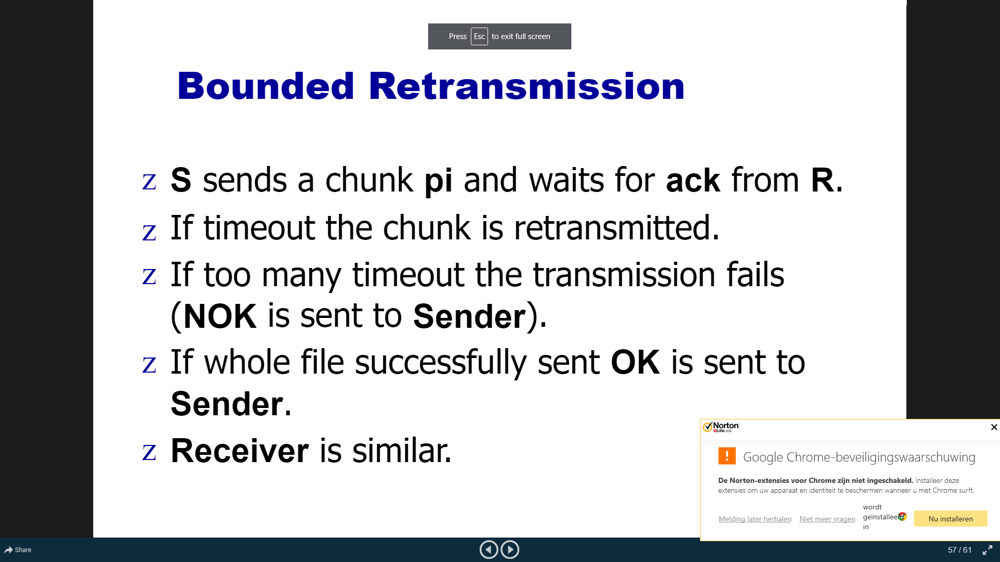 Press Esc to exit full screen
Bounded Retransmission
z S sends a chunk pi and waits for ack from R.
z If timeout the chunk is retransmitted.
z If too many timeout the transmission fails
(NOK is sent to Sender).
z If whole file successfully sent OK is sent to
Sender.
z Receiver is similar.
Norton
LifeLock
Google Chrome-beveiligingswaarschuwing
De Norton-extensies voor Chrome zijn niet ingeschakeld. Installeer deze
extensies om uw apparaat en identiteit te beschermen wanneer u met Chrome surft.
Melding later herhalen Niet meer vragen
wordt
geïnstallee
in
Nu installeren
Share
57 / 61